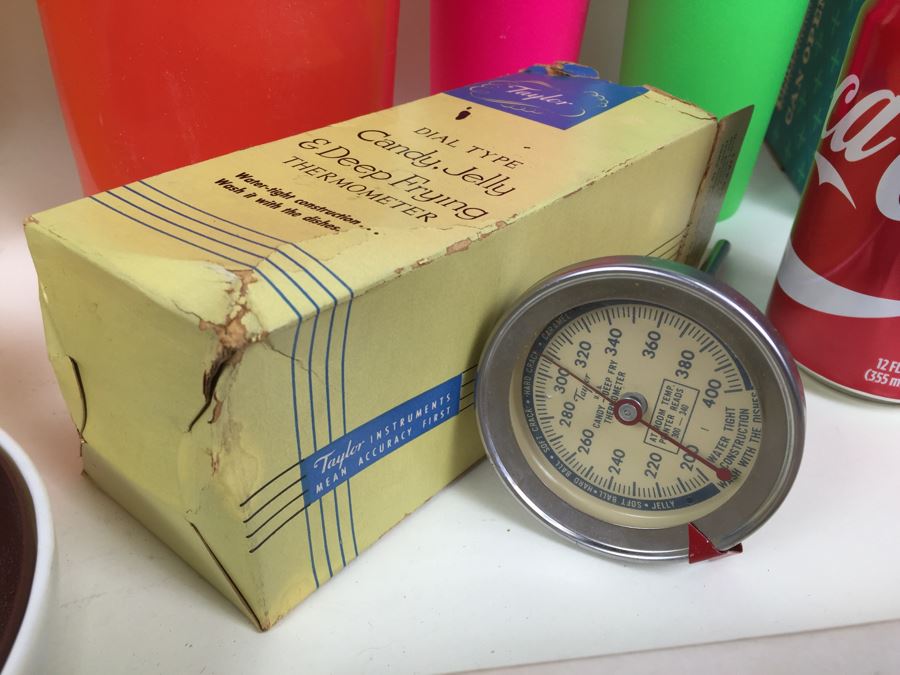 Taylor
DIAL TYPE
Candy, Jelly
& Deep Frying
THERMOMETER
Water-tight construction...
Wash it with the dishes.
Taylor INSTRUMENTS
MEAN ACCURACY FIRST
200
220
240
260
280
300
320
340
360
380
400
JELLY
SOFT BALL
HARD BALL
SOFT CRACK
HARD CRACK
CARAMEL
Taylor
CANDY & DEEP FRY
THERMOMETER
AT ROOM TEMP.
POINTER READS
WATER TIGHT
CONSTRUCTION
WASH WITH THE DISHES
CAN OPEN
12 FL
(355 m